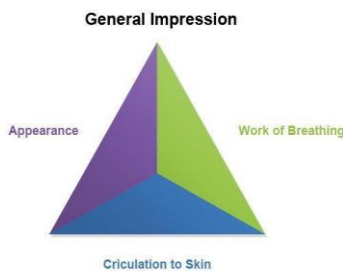 General Impression
Appearance
Work of Breathing
Criculation to Skin